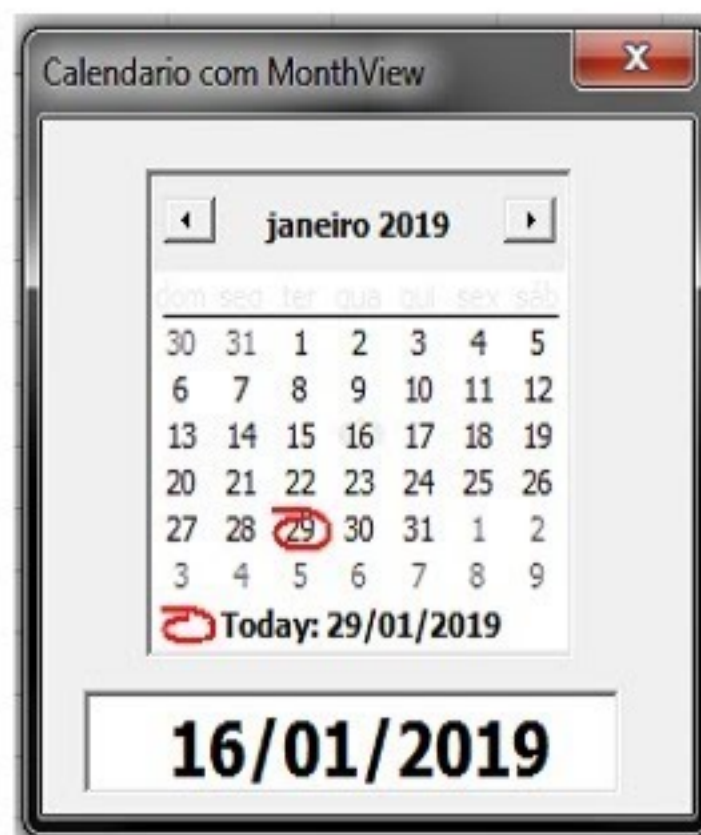 Calendario com MonthView
X
janeiro 2019
dom seg ter qua qui sex sáb
30 31 1 2 3 4 5
6 7 8 9 10 11 12
13 14 15 16 17 18 19
20 21 22 23 24 25 26
27 28 29 30 31 1 2
3 4 5 6 7 8 9
Today: 29/01/2019
16/01/2019